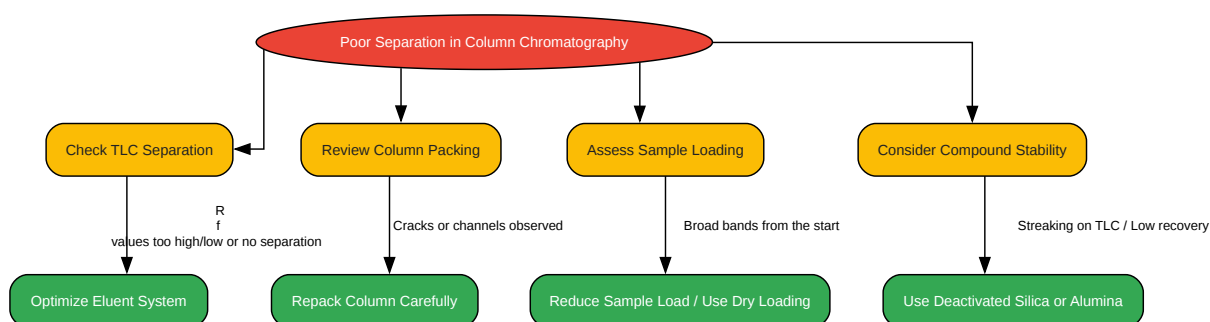 Poor Separation in Column Chromatography
Check TLC Separation
Review Column Packing
Assess Sample Loading
Consider Compound Stability
R
f
values too high/low or no separation
Cracks or channels observed
Broad bands from the start
Streaking on TLC / Low recovery
Optimize Eluent System
Repack Column Carefully
Reduce Sample Load / Use Dry Loading
Use Deactivated Silica or Alumina